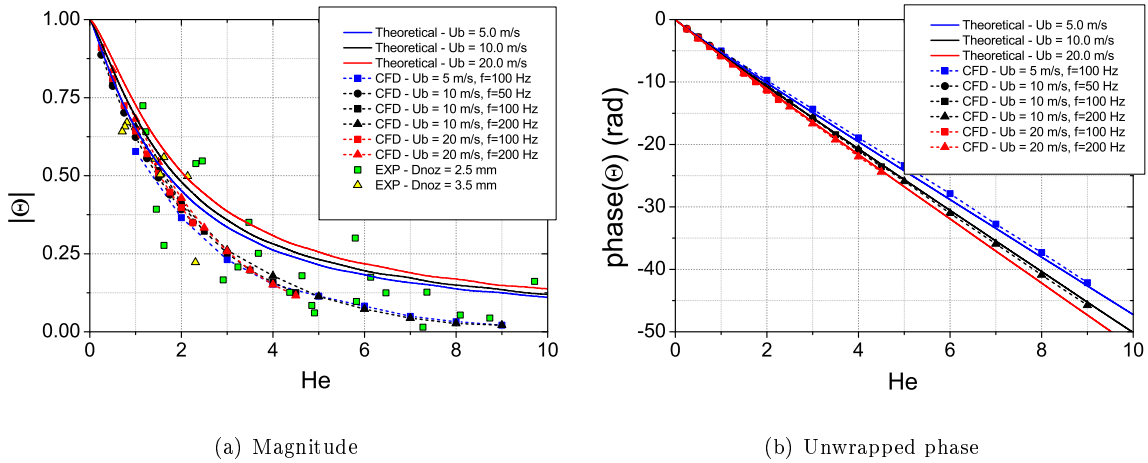 |Θ|
1.00
0.75
0.50
0.25
0.00
0 2 4 6 8 10
He
Theoretical - Ub = 5.0 m/s
Theoretical - Ub = 10.0 m/s
Theoretical - Ub = 20.0 m/s
CFD - Ub = 5 m/s, f=100 Hz
CFD - Ub = 10 m/s, f=50 Hz
CFD - Ub = 10 m/s, f=100 Hz
CFD - Ub = 10 m/s, f=200 Hz
CFD - Ub = 20 m/s, f=100 Hz
CFD - Ub = 20 m/s, f=200 Hz
EXP - Dnoz = 2.5 mm
EXP - Dnoz = 3.5 mm
(a) Magnitude
phase(Θ) (rad)
0
-10
-20
-30
-40
-50
0 2 4 6 8 10
He
Theoretical - Ub = 5.0 m/s
Theoretical - Ub = 10.0 m/s
Theoretical - Ub = 20.0 m/s
CFD - Ub = 5 m/s, f=100 Hz
CFD - Ub = 10 m/s, f=50 Hz
CFD - Ub = 10 m/s, f=100 Hz
CFD - Ub = 10 m/s, f=200 Hz
CFD - Ub = 20 m/s, f=100 Hz
CFD - Ub = 20 m/s, f=200 Hz
(b) Unwrapped phase